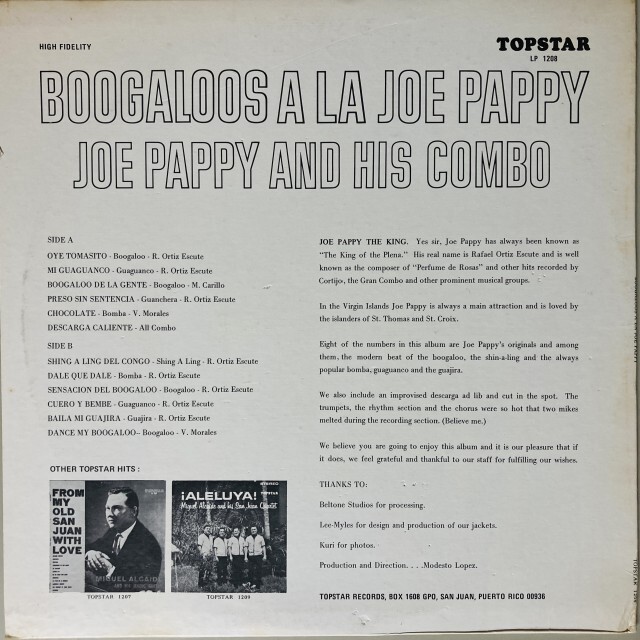 HIGH FIDELITY
TOPSTAR
LP 1208
BOOGALOOS A LA JOE PAPPY
JOE PAPPY AND HIS COMBO
SIDE A
OYE TOMASITO - Boogaloo - R. Ortiz Escute
MI GUAGUANCO - Guaguanco - R. Ortiz Escute
BOOGALOO DE LA GENTE - Boogaloo - M. Carillo
PRESO SIN SENTENCIA - Guanchera - R. Ortiz Escute
CHOCOLATE - Bomba - V. Morales
DESCARGA CALIENTE - All Combo
SIDE B
SHING A LING DEL CONGO - Shing A Ling - R. Ortiz Escute
DALE QUE DALE - Bomba - R. Ortiz Escute
SENSACION DEL BOOGALOO - Boogaloo - R. Ortiz Escute
CUERO Y BEMBE - Guaguanco - R. Ortiz Escute
BAILA MI GUAJIRA - Guajira - R. Ortiz Escute
DANCE MY BOOGALOO- Boogaloo - V. Morales
OTHER TOPSTAR HITS :
FROM
MY
OLD
SAN
JUAN
WITH
LOVE
MIGUEL ALCAIDE
TOPSTAR 1207
STEREO
TOPSTAR
¡ALELUYA!
Miguel Alcaide and his San Juan Quintet
TOPSTAR 1209
JOE PAPPY THE KING. Yes sir, Joe Pappy has always been known as
"The King of the Plena." His real name is Rafael Ortiz Escute and is well
known as the composer of "Perfume de Rosas" and other hits recorded by
Cortijo, the Gran Combo and other prominent musical groups.
In the Virgin Islands Joe Pappy is always a main attraction and is loved by
the islanders of St. Thomas and St. Croix.
Eight of the numbers in this album are Joe Pappy's originals and among
them, the modern beat of the boogaloo, the shin-a-ling and the always
popular bomba, guaguanco and the guajira.
We also include an improvised descarga ad lib and cut in the spot. The
trumpets, the rhythm section and the chorus were so hot that two mikes
melted during the recording section. (Believe me.)
We believe you are going to enjoy this album and it is our pleasure that if
it does, we feel grateful and thankful to our staff for fulfilling our wishes.
THANKS TO:
Beltone Studios for processing.
Lee-Myles for design and production of our jackets.
Kuri for photos.
Production and Direction. . . .Modesto Lopez.
TOPSTAR RECORDS, BOX 1608 GPO, SAN JUAN, PUERTO RICO 00936